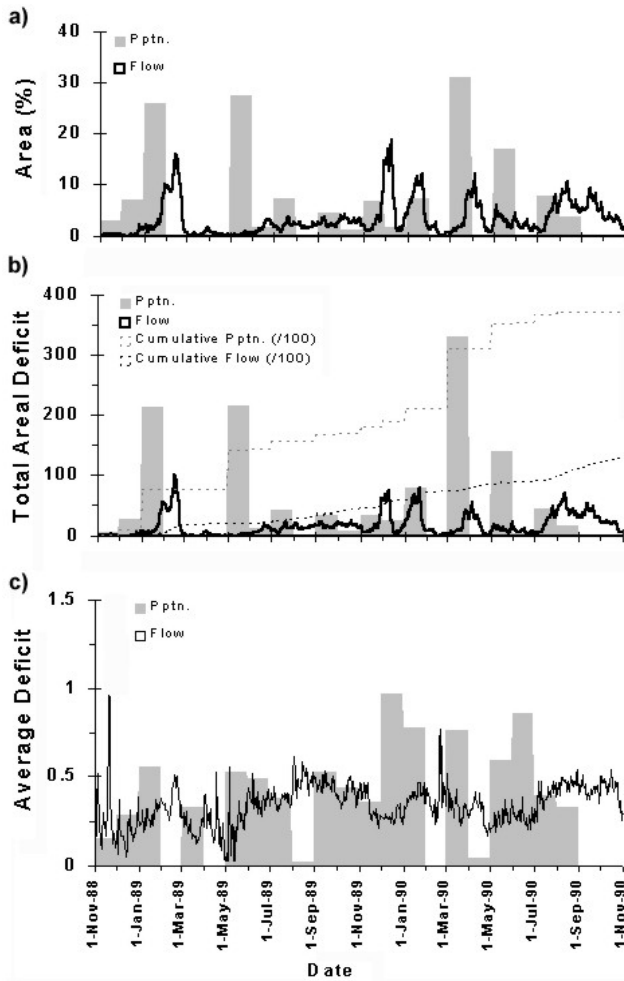 a)
40
30
20
10
0
Area (%)
Pptn.
Flow
b)
400
300
200
100
0
Total Areal Deficit
Pptn.
Flow
Cumulative Pptn. (/100)
Cumulative Flow (/100)
c)
1.5
1
0.5
0
Average Deficit
Pptn.
Flow
1-Nov-88
1-Jan-89
1-Mar-89
1-May-89
1-Jul-89
1-Sep-89
1-Nov-89
1-Jan-90
1-Mar-90
1-May-90
1-Jul-90
1-Sep-90
1-Nov-90
Date